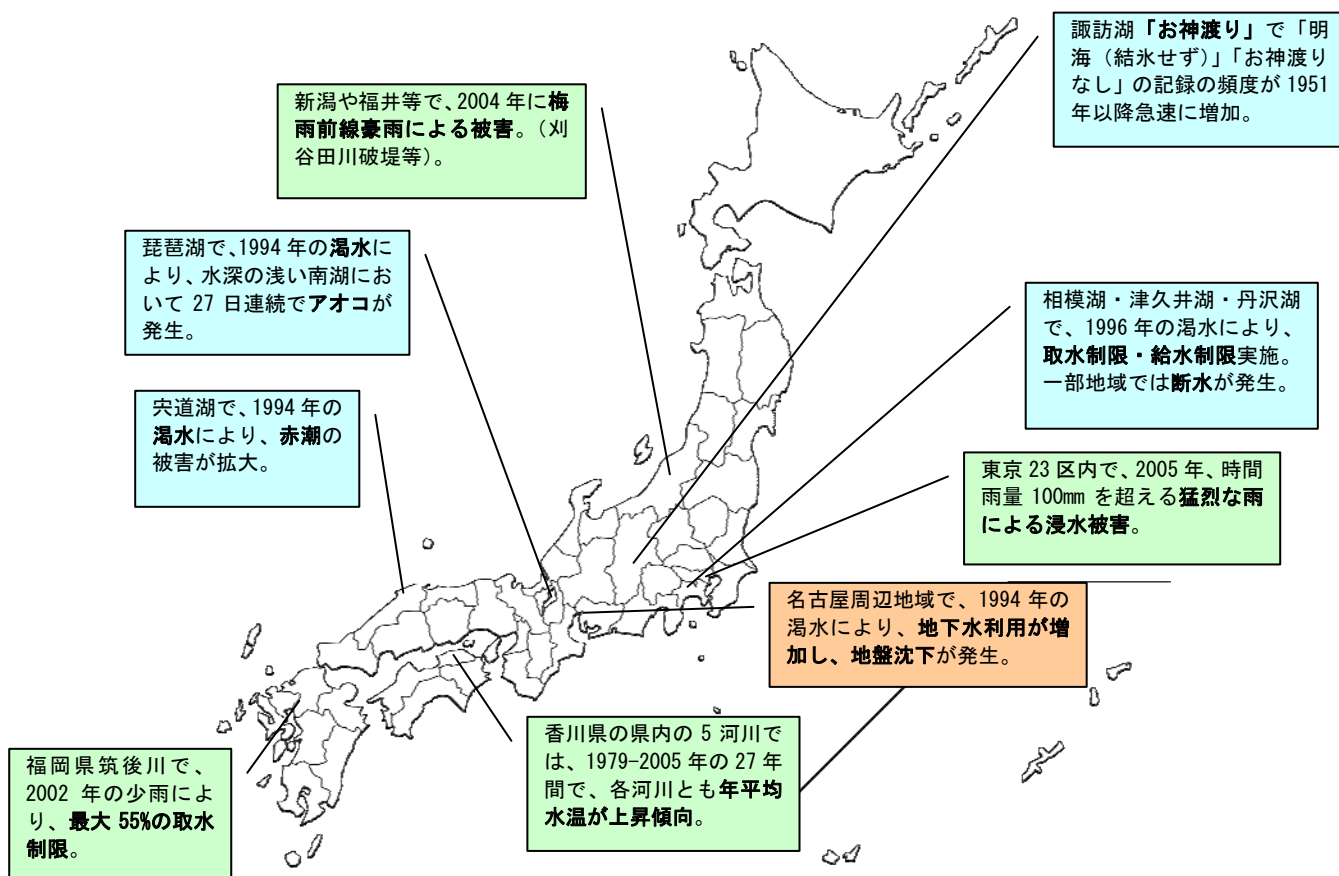 諏訪湖「お神渡り」で「明
海（結氷せず）」「お神渡り
なし」の記録の頻度が 1951
年以降急速に増加。
新潟や福井等で、2004 年に梅
雨前線豪雨による被害。（刈
谷田川破堤等）。
琵琶湖で、1994 年の渇水に
より、水深の浅い南湖にお
いて 27 日連続でアオコが
発生。
相模湖・津久井湖・丹沢湖
で、1996 年の渇水により、
取水制限・給水制限実施。
一部地域では断水が発生。
宍道湖で、1994 年の
渇水により、赤潮の
被害が拡大。
東京 23 区内で、2005 年、時間
雨量 100mm を超える猛烈な雨
による浸水被害。
名古屋周辺地域で、1994 年の
渇水により、地下水利用が増
加し、地盤沈下が発生。
香川県の県内の 5 河川で
は、1979-2005 年の 27 年
間で、各河川とも年平均
水温が上昇傾向。
福岡県筑後川で、
2002 年の少雨によ
り、最大 55%の取水
制限。